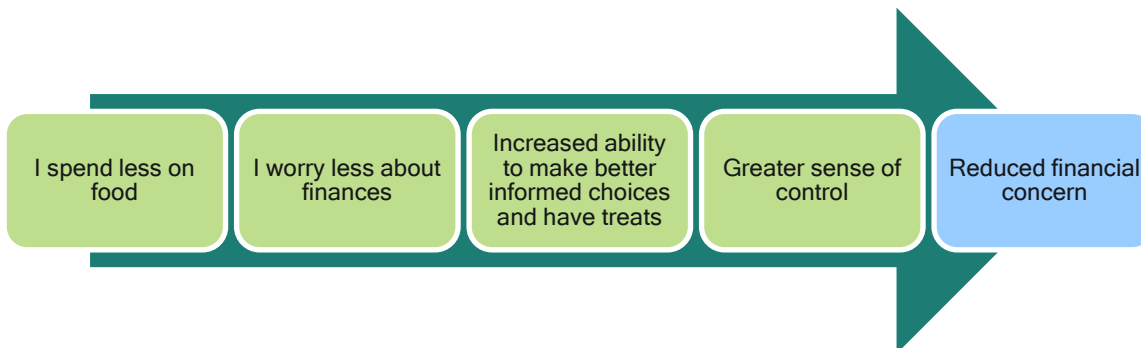 I spend less on
food
I worry less about
finances
Increased ability
to make better
informed choices
and have treats
Greater sense of
control
Reduced financial
concern